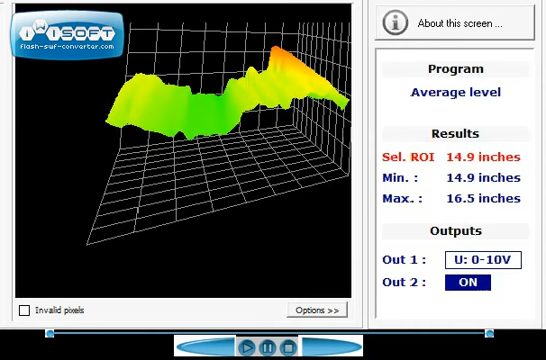 iWiSOFT
flash-swf-converter.com
About this screen ...
Program
Average level
Results
Sel. ROI 14.9 inches
Min. : 14.9 inches
Max. : 16.5 inches
Outputs
Out 1 : U: 0-10V
Out 2 : ON
Invalid pixels
Options >>